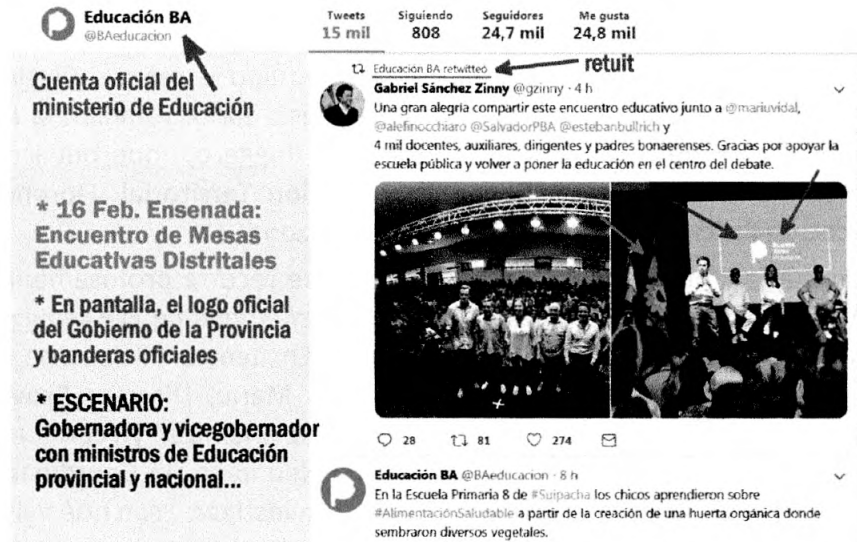 Educación BA
@BAeducacion
Cuenta oficial del
ministerio de Educación
* 16 Feb. Ensenada:
Encuentro de Mesas
Educativas Distritales
* En pantalla, el logo oficial
del Gobierno de la Provincia
y banderas oficiales
* ESCENARIO:
Gobernadora y vicegobernador
con ministros de Educación
provincial y nacional...
Tweets Siguiendo Seguidores Me gusta
15 mil 808 24,7 mil 24,8 mil
Educación BA retwitteó
retuit
Gabriel Sánchez Zinny @gzinny · 4 h
Una gran alegria compartir este encuentro educativo junto a @mariuvidal,
@alefinocchiaro @SalvadorPBA @estebanbullrich y
4 mil docentes, auxiliares, dirigentes y padres bonaerenses. Gracias por apoyar la
escuela pública y volver a poner la educación en el centro del debate.
28 81 274
Educación BA @BAeducacion · 8 h
En la Escuela Primaria 8 de #Suipacha los chicos aprendieron sobre
#AlimentaciónSaludable a partir de la creación de una huerta orgánica donde
sembraron diversos vegetales.